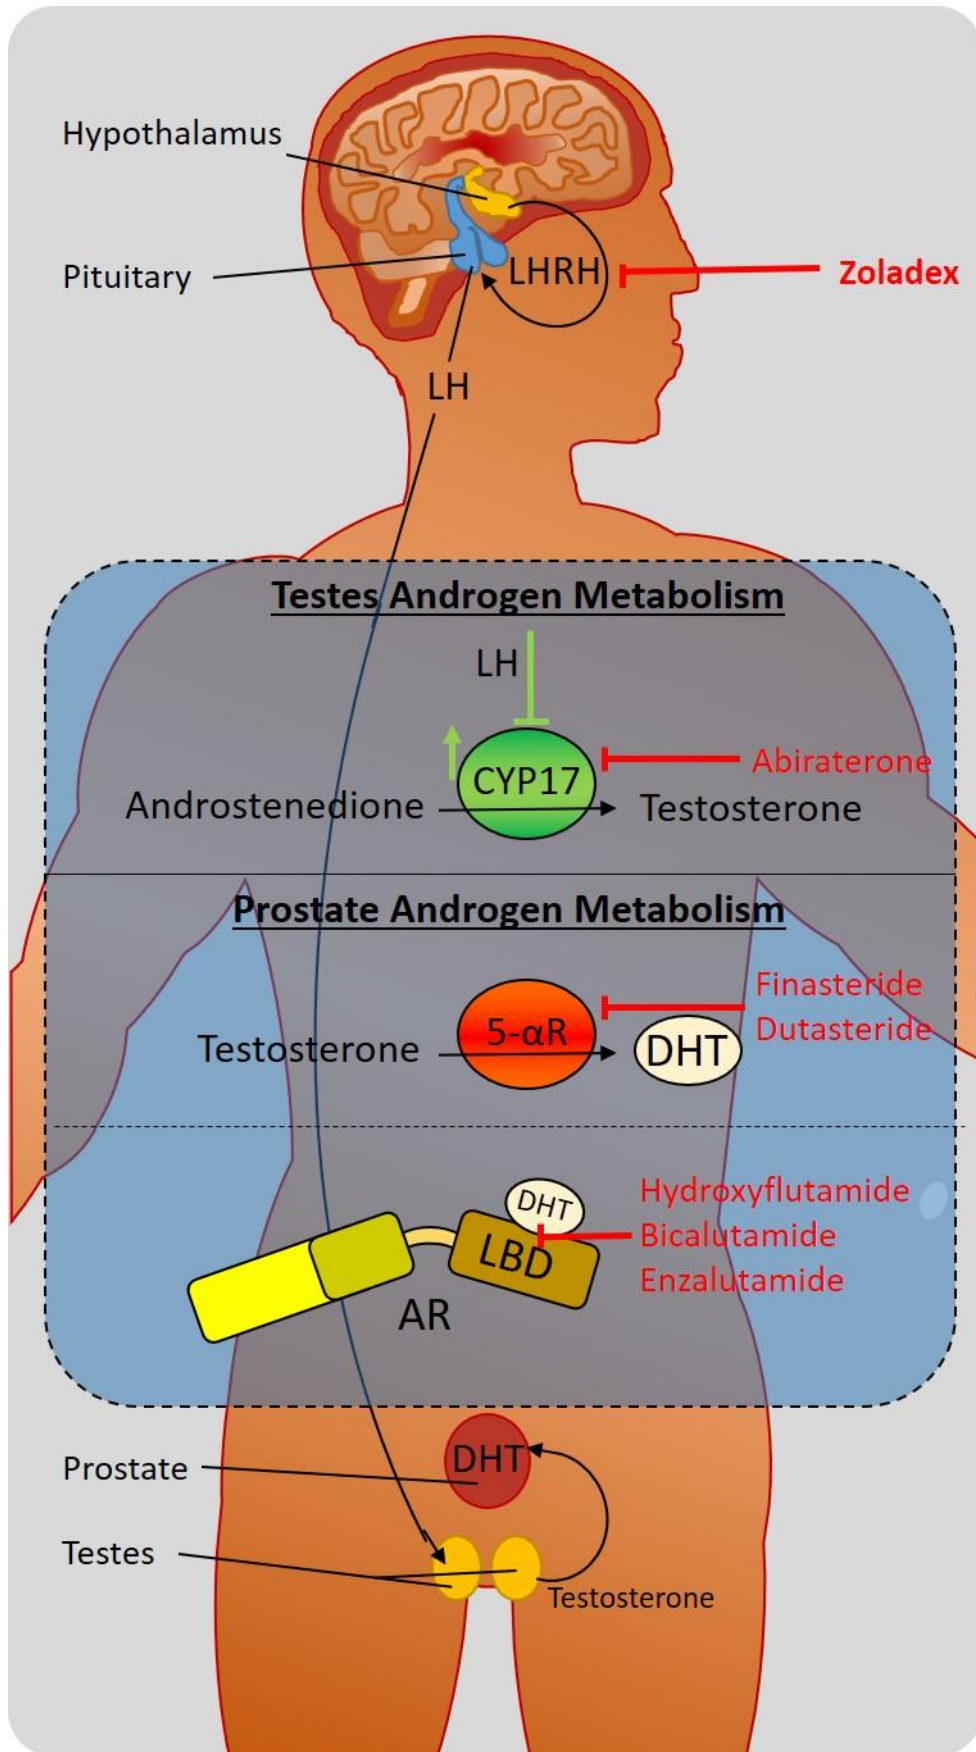 Hypothalamus
Pituitary
LHRH
Zoladex
LH
Testes Androgen Metabolism
LH
CYP17
Abiraterone
Androstenedione
Testosterone
Prostate Androgen Metabolism
Finasteride
Dutasteride
5-αR
Testosterone
DHT
DHT
LBD
AR
Hydroxyflutamide
Bicalutamide
Enzalutamide
Prostate
DHT
Testes
Testosterone